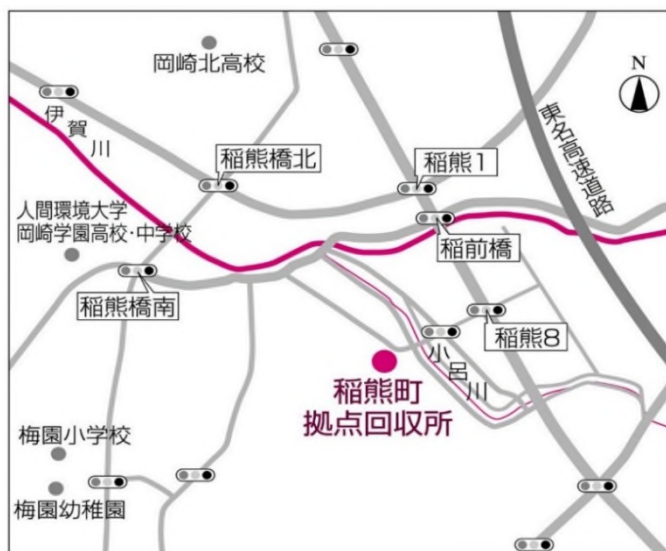 岡崎北高校
N
伊賀川
東名高速道路
稲熊橋北
稲熊1
人間環境大学
岡崎学園高校・中学校
稲前橋
稲熊橋南
稲熊8
小呂川
稲熊町
拠点回収所
梅園小学校
梅園幼稚園